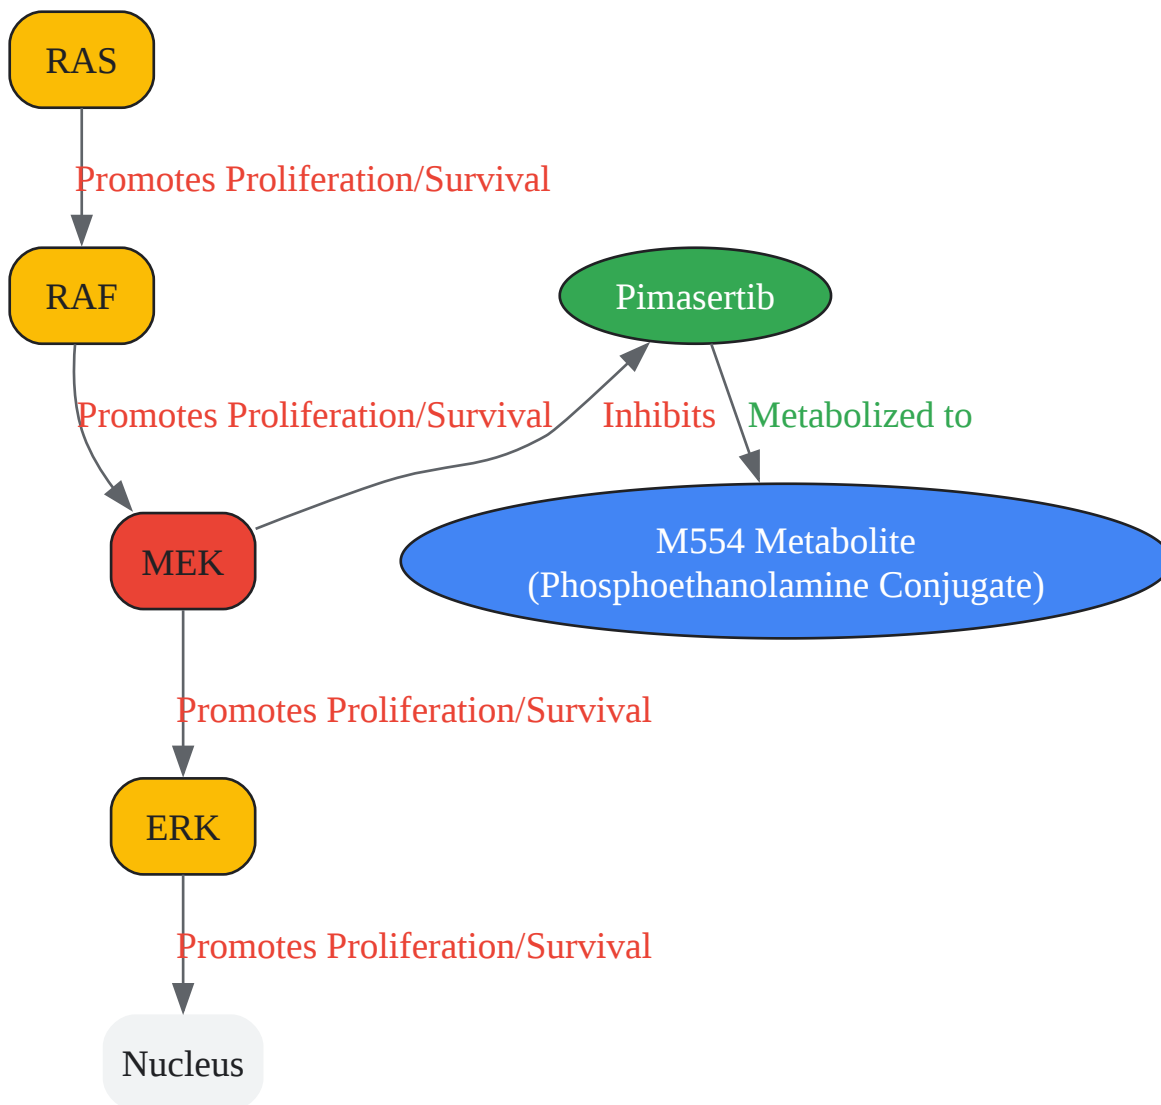 RAS
Promotes Proliferation/Survival
RAF
Pimasertib
Promotes Proliferation/Survival
Inhibits
Metabolized to
MEK
M554 Metabolite
(Phosphoethanolamine Conjugate)
Promotes Proliferation/Survival
ERK
Promotes Proliferation/Survival
Nucleus